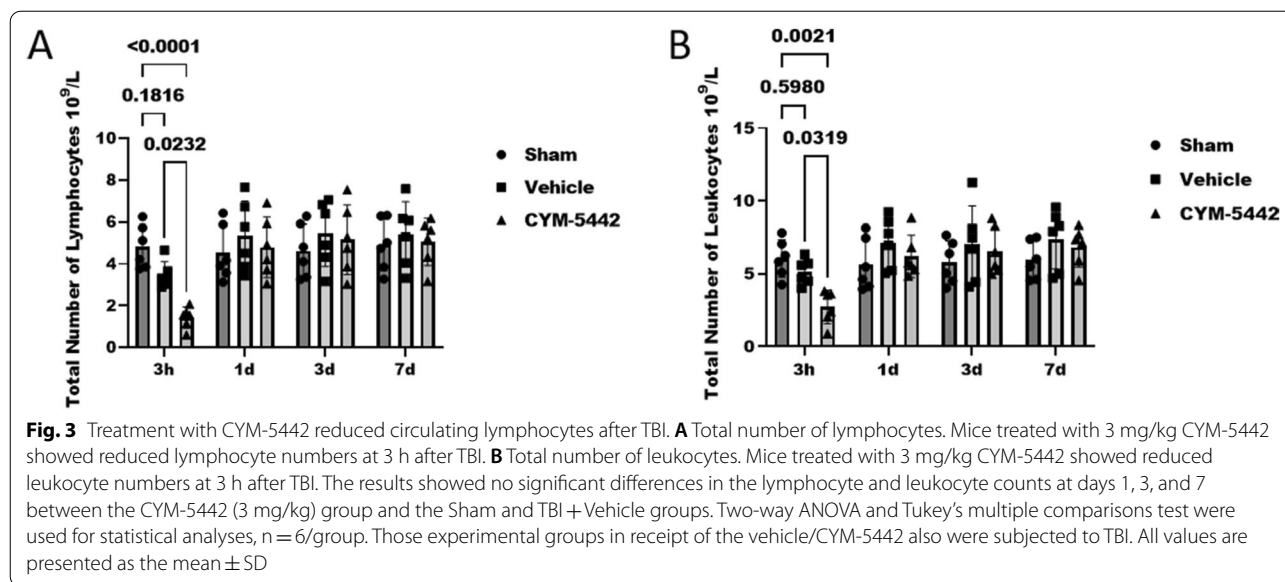 A
<0.0001
0.1816
0.0232
Total Number of Lymphocytes 10⁹/L
10
8
6
4
2
0
3h 1d 3d 7d
Sham
Vehicle
CYM-5442
B
0.0021
0.5980
0.0319
Total Number of Leukocytes 10⁹/L
15
10
5
0
3h 1d 3d 7d
Sham
Vehicle
CYM-5442
Fig. 3 Treatment with CYM-5442 reduced circulating lymphocytes after TBI. A Total number of lymphocytes. Mice treated with 3 mg/kg CYM-5442
showed reduced lymphocyte numbers at 3 h after TBI. B Total number of leukocytes. Mice treated with 3 mg/kg CYM-5442 showed reduced
leukocyte numbers at 3 h after TBI. The results showed no significant differences in the lymphocyte and leukocyte counts at days 1, 3, and 7
between the CYM-5442 (3 mg/kg) group and the Sham and TBI + Vehicle groups. Two-way ANOVA and Tukey's multiple comparisons test were
used for statistical analyses, n = 6/group. Those experimental groups in receipt of the vehicle/CYM-5442 also were subjected to TBI. All values are
presented as the mean ± SD